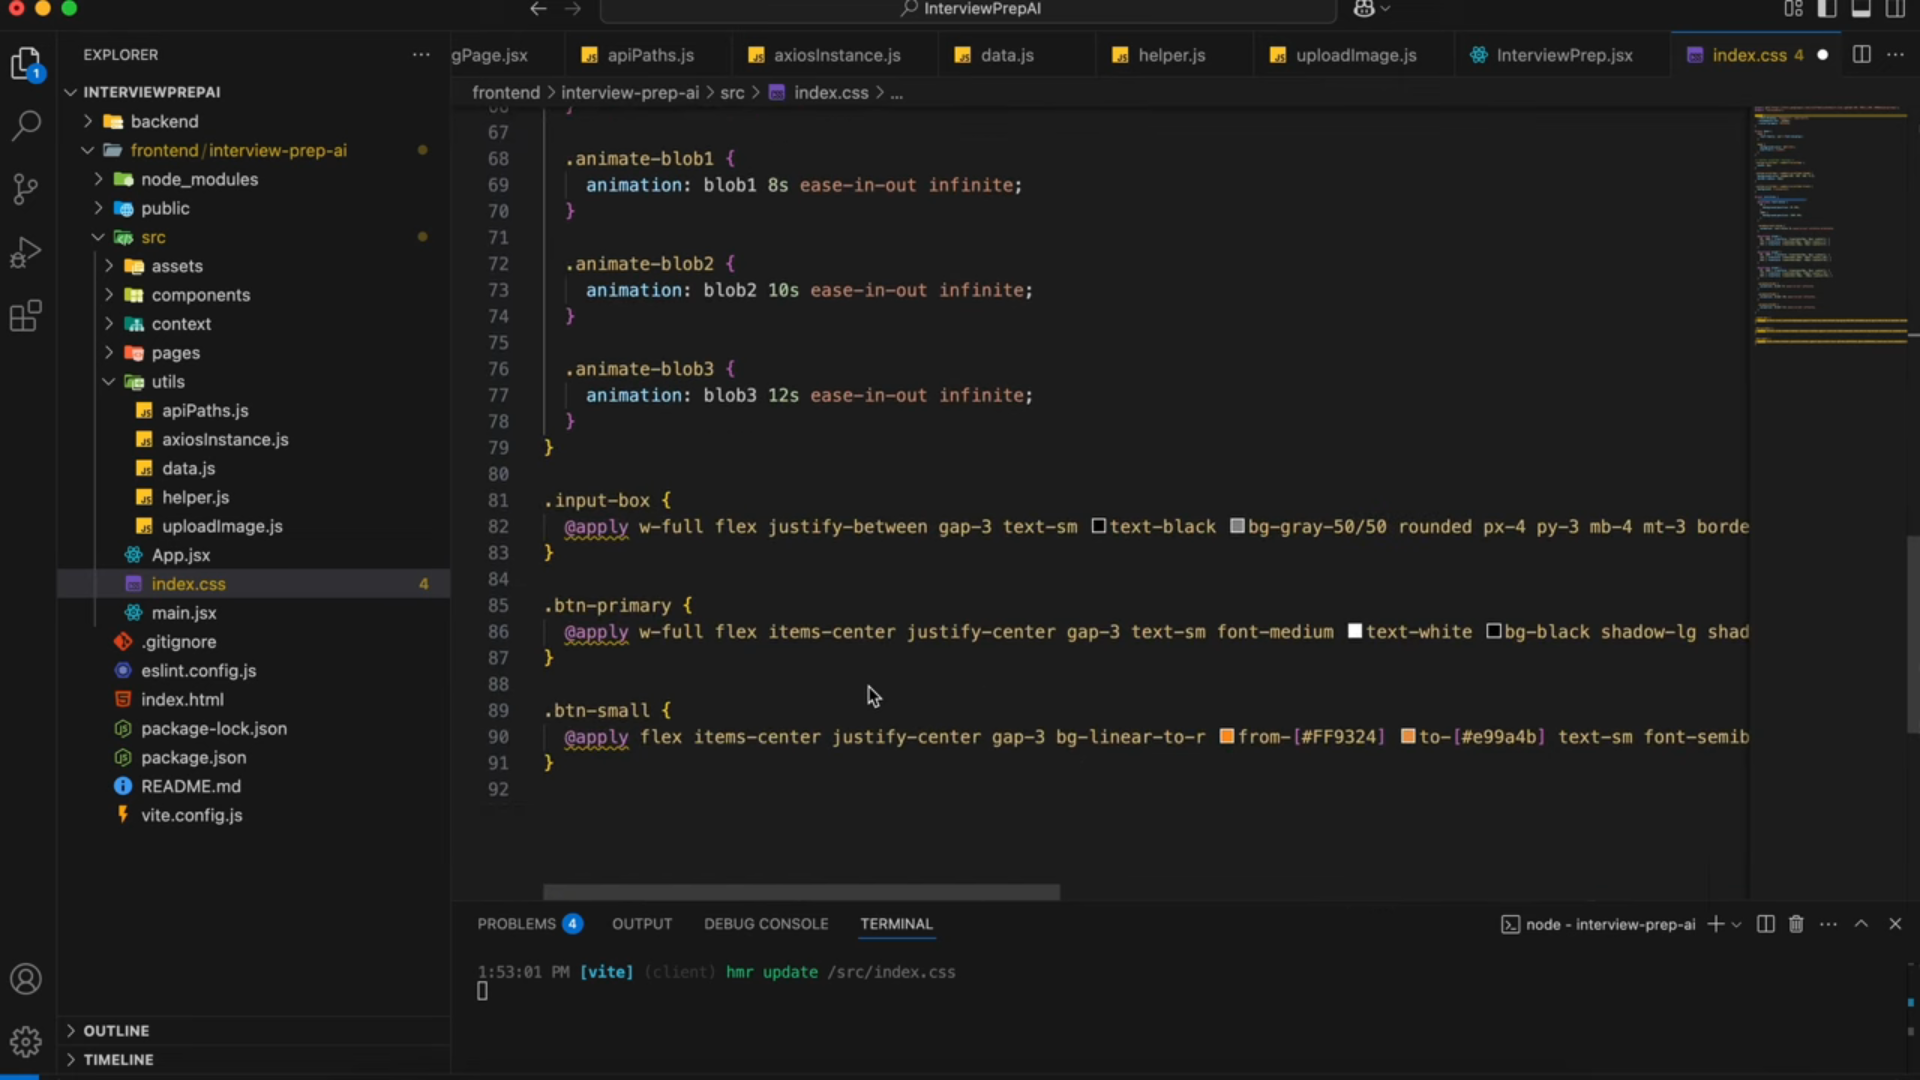 InterviewPrepAI
EXPLORER
gPage.jsx
apiPaths.js
axiosInstance.js
data.js
helper.js
uploadImage.js
InterviewPrep.jsx
index.css 4
1
frontend > interview-prep-ai > src > index.css > ...
INTERVIEWPREPAI
backend
frontend / interview-prep-ai
node_modules
public
src
assets
components
context
pages
utils
apiPaths.js
axiosInstance.js
data.js
helper.js
uploadImage.js
App.jsx
index.css 4
main.jsx
.gitignore
eslint.config.js
index.html
package-lock.json
package.json
README.md
vite.config.js
OUTLINE
TIMELINE
66 }
67
68 .animate-blob1 {
69 animation: blob1 8s ease-in-out infinite;
70 }
71
72 .animate-blob2 {
73 animation: blob2 10s ease-in-out infinite;
74 }
75
76 .animate-blob3 {
77 animation: blob3 12s ease-in-out infinite;
78 }
79 }
80
81 .input-box {
82 @apply w-full flex justify-between gap-3 text-sm text-black bg-gray-50/50 rounded px-4 py-3 mb-4 mt-3 borde
83 }
84
85 .btn-primary {
86 @apply w-full flex items-center justify-center gap-3 text-sm font-medium text-white bg-black shadow-lg shad
87 }
88
89 .btn-small {
90 @apply flex items-center justify-center gap-3 bg-linear-to-r from-[#FF9324] to-[#e99a4b] text-sm font-semib
91 }
92
PROBLEMS 4 OUTPUT DEBUG CONSOLE TERMINAL
node - interview-prep-ai
1:53:01 PM [vite] (client) hmr update /src/index.css